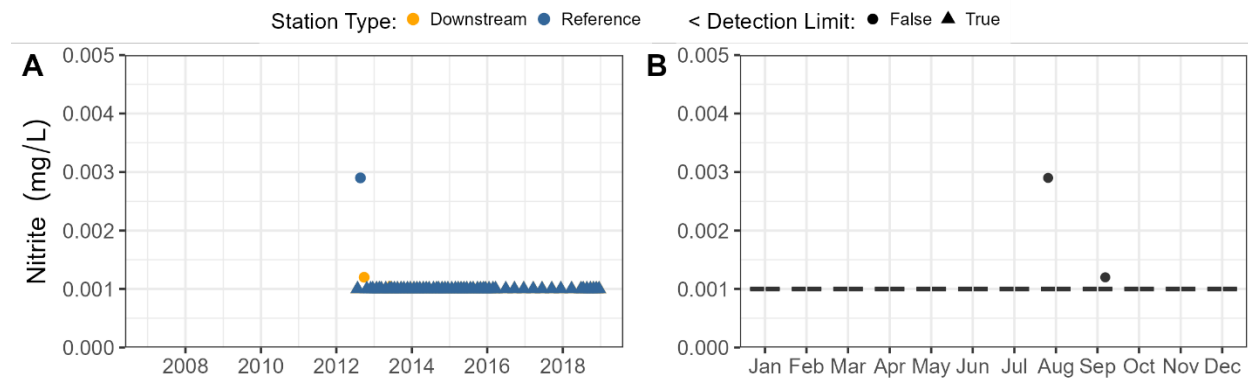 Station Type: Downstream Reference < Detection Limit: False True
A
B
Nitrite (mg/L)
0.005
0.004
0.003
0.002
0.001
0.000
2008 2010 2012 2014 2016 2018
0.005
0.004
0.003
0.002
0.001
0.000
Jan Feb Mar Apr May Jun Jul Aug Sep Oct Nov Dec